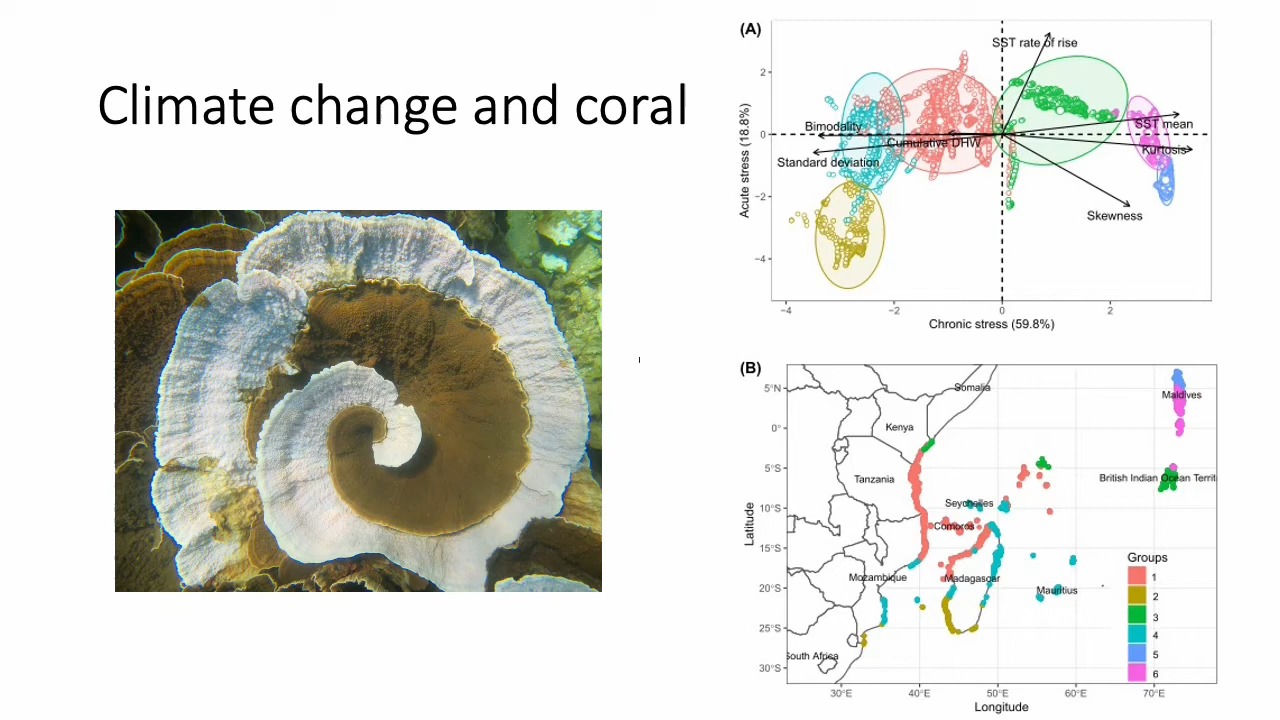 Climate change and coral
(A)
SST rate of rise
Bimodality
SST mean
Cumulative DHW
Kurtosis
Standard deviation
Skewness
2
0
−2
−4
Acute stress (18.8%)
−4
−2
0
2
Chronic stress (59.8%)
(B)
Somalia
Maldives
Kenya
Tanzania
British Indian Ocean Territ
Seychelles
Comoros
Mozambique
Madagascar
Mauritius
South Africa
5°N
0°
5°S
10°S
15°S
20°S
25°S
30°S
Latitude
30°E
40°E
50°E
60°E
70°E
Longitude
Groups
1
2
3
4
5
6